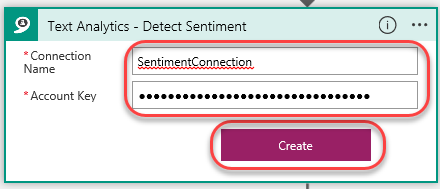 Text Analytics - Detect Sentiment
*Connection
Name
SentimentConnection
*Account Key
●●●●●●●●●●●●●●●●●●●●●●●●●●●●●●●●
Create